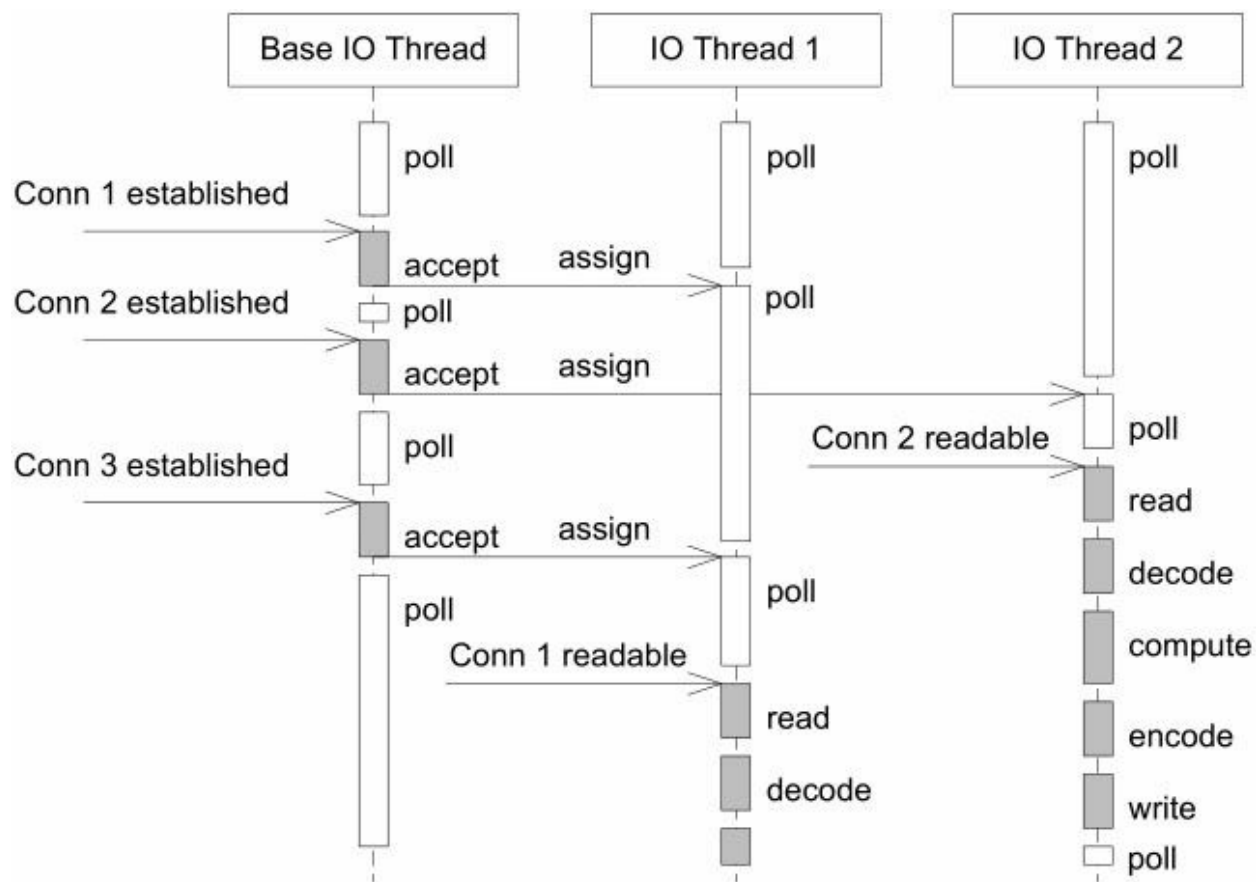 Base IO Thread
IO Thread 1
IO Thread 2
poll
poll
poll
Conn 1 established
accept
assign
Conn 2 established
poll
poll
accept
assign
poll
Conn 2 readable
poll
Conn 3 established
read
accept
assign
decode
poll
poll
Conn 1 readable
compute
read
encode
decode
write
poll